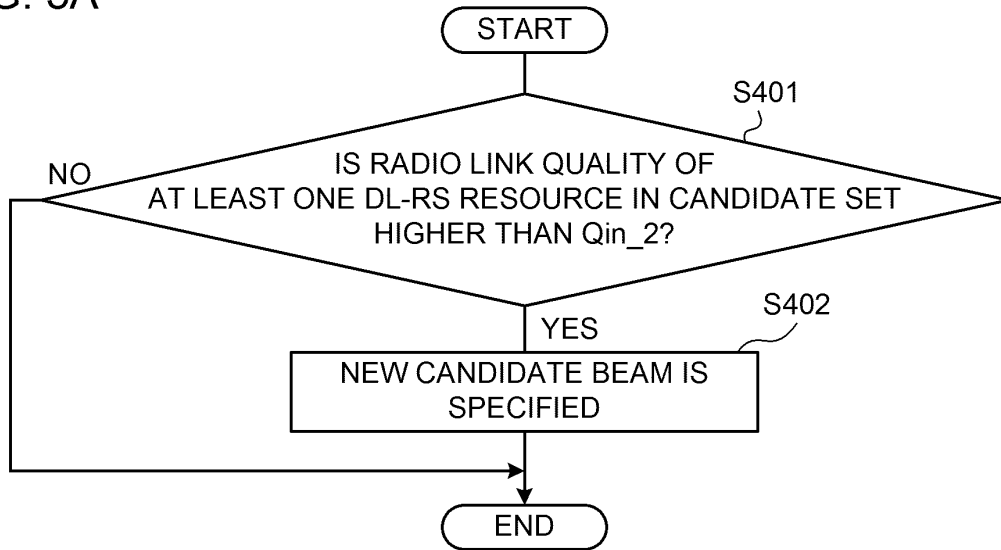 START
S401
NO
IS RADIO LINK QUALITY OF
AT LEAST ONE DL-RS RESOURCE IN CANDIDATE SET
HIGHER THAN Qin_2?
S402
YES
NEW CANDIDATE BEAM IS
SPECIFIED
END